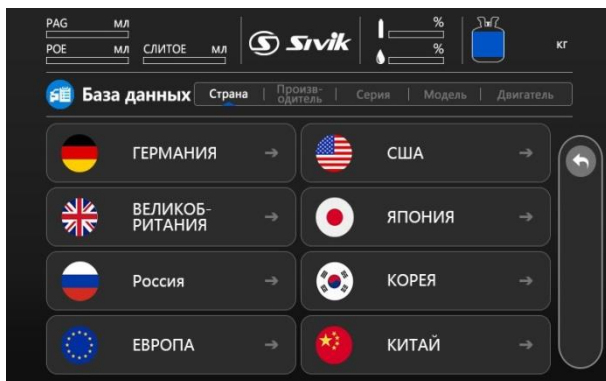 PAG мл
POE мл СЛИТОЕ мл
Sivik
%
%
кг
База данных
Страна | Произв-
одитель | Серия | Модель | Двигатель
ГЕРМАНИЯ
США
ВЕЛИКОБ-
РИТАНИЯ
ЯПОНИЯ
Россия
КОРЕЯ
ЕВРОПА
КИТАЙ